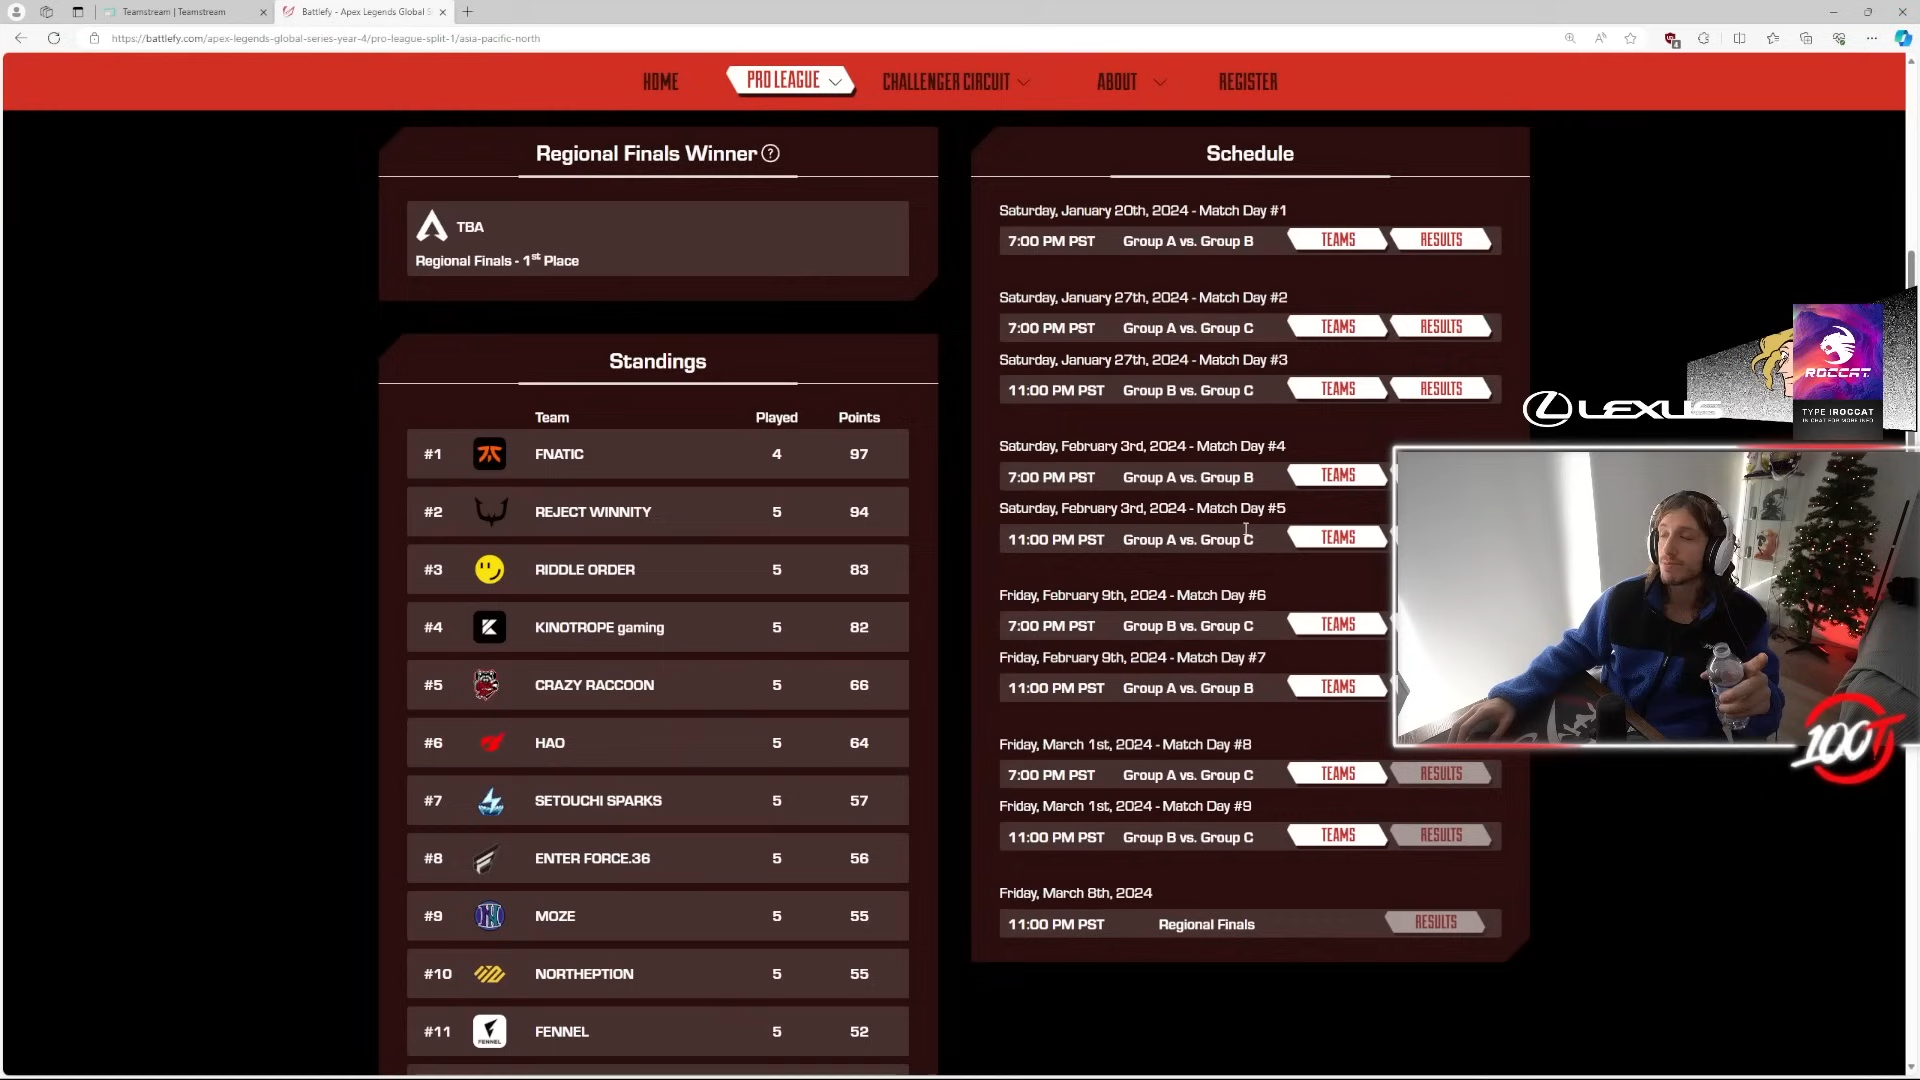 Teamstream | Teamstream
Battlefy - Apex Legends Global S
https://battlefy.com/apex-legends-global-series-year-4/pro-league-split-1/asia-pacific-north
HOME
PRO LEAGUE
CHALLENGER CIRCUIT
ABOUT
REGISTER
Regional Finals Winner ?
TBA
Regional Finals - 1st Place
Standings
Team Played Points
#1 FNATIC 4 97
#2 REJECT WINNITY 5 94
#3 RIDDLE ORDER 5 83
#4 KINOTROPE gaming 5 82
#5 CRAZY RACCOON 5 66
#6 HAO 5 64
#7 SETOUCHI SPARKS 5 57
#8 ENTER FORCE.36 5 56
#9 MOZE 5 55
#10 NORTHEPTION 5 55
#11 FENNEL FENNEL 5 52
Schedule
Saturday, January 20th, 2024 - Match Day #1
7:00 PM PST Group A vs. Group B TEAMS RESULTS
Saturday, January 27th, 2024 - Match Day #2
7:00 PM PST Group A vs. Group C TEAMS RESULTS
Saturday, January 27th, 2024 - Match Day #3
11:00 PM PST Group B vs. Group C TEAMS RESULTS
Saturday, February 3rd, 2024 - Match Day #4
7:00 PM PST Group A vs. Group B TEAMS
Saturday, February 3rd, 2024 - Match Day #5
11:00 PM PST Group A vs. Group C TEAMS
Friday, February 9th, 2024 - Match Day #6
7:00 PM PST Group B vs. Group C TEAMS
Friday, February 9th, 2024 - Match Day #7
11:00 PM PST Group A vs. Group B TEAMS
Friday, March 1st, 2024 - Match Day #8
7:00 PM PST Group A vs. Group C TEAMS RESULTS
Friday, March 1st, 2024 - Match Day #9
11:00 PM PST Group B vs. Group C TEAMS RESULTS
Friday, March 8th, 2024
11:00 PM PST Regional Finals RESULTS
LEXUS
ROCCAT
TYPE !ROCCAT
IN CHAT FOR MORE INFO
100T